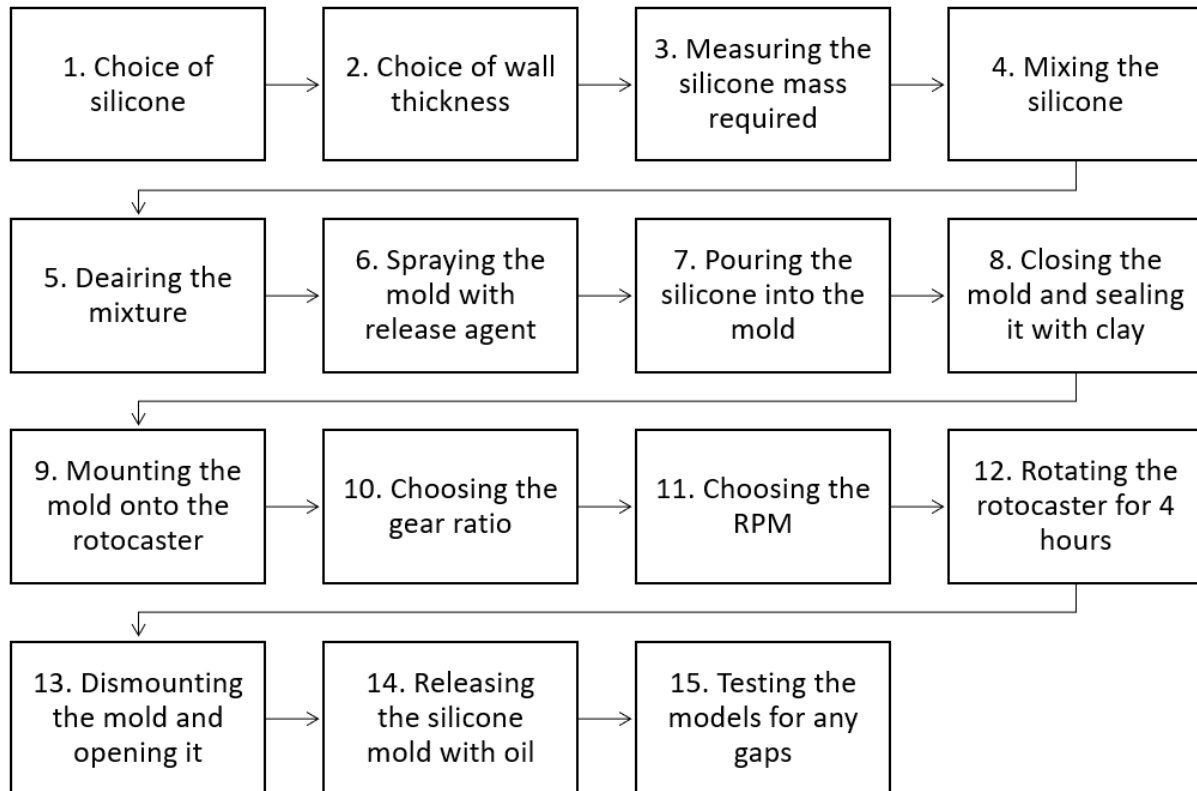 1. Choice of
silicone
2. Choice of wall
thickness
3. Measuring the
silicone mass
required
4. Mixing the
silicone
5. Deairing the
mixture
6. Spraying the
mold with
release agent
7. Pouring the
silicone into the
mold
8. Closing the
mold and sealing
it with clay
9. Mounting the
mold onto the
rotocaster
10. Choosing the
gear ratio
11. Choosing the
RPM
12. Rotating the
rotocaster for 4
hours
13. Dismounting
the mold and
opening it
14. Releasing
the silicone
mold with oil
15. Testing the
models for any
gaps